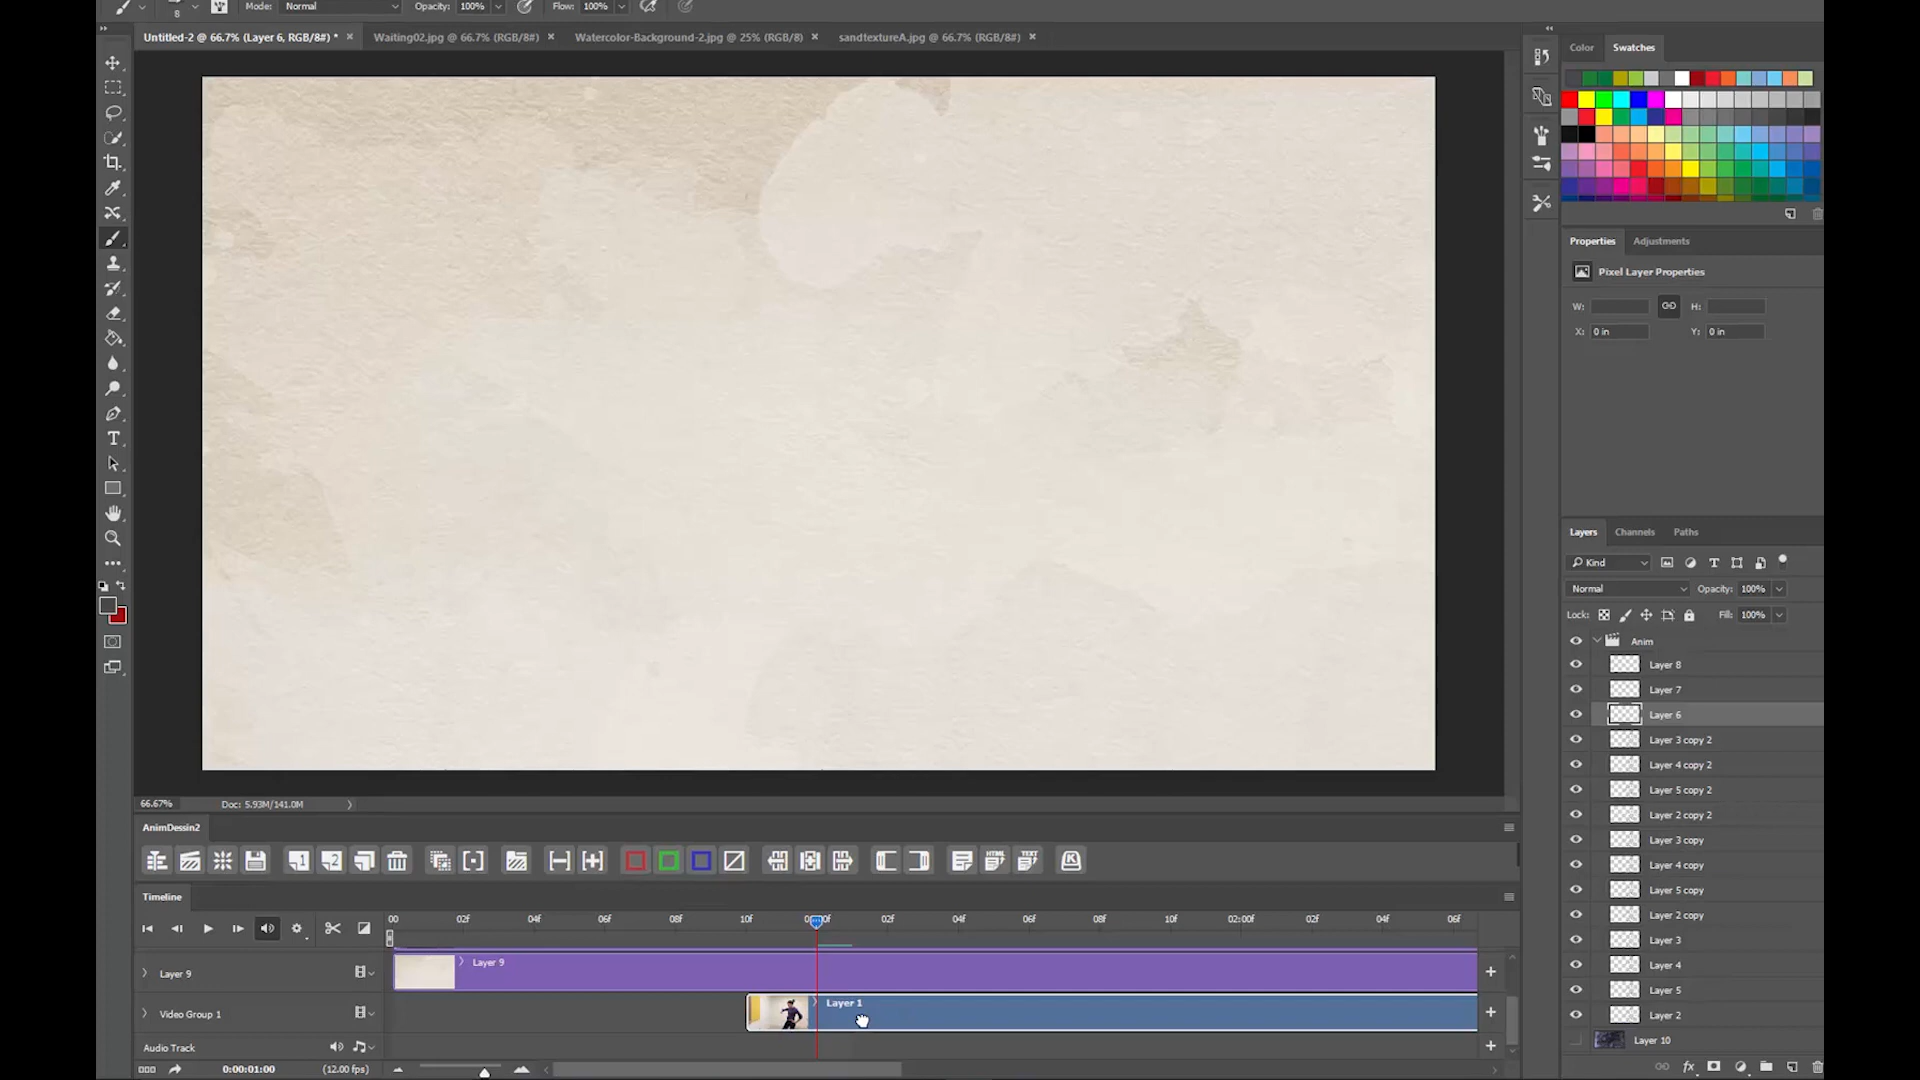 8 Mode: Normal Opacity: 100% Flow: 100%
Untitled-2 @ 66.7% (Layer 6, RGB/8#) * × Waiting02.jpg @ 66.7% (RGB/8#) × Watercolor-Background-2.jpg @ 25% (RGB/8) × sandtextureA.jpg @ 66.7% (RGB/8#) ×
Color Swatches
Properties Adjustments
Pixel Layer Properties
W: H:
X: 0 in Y: 0 in
Layers Channels Paths
Kind
Normal Opacity: 100%
Lock: Fill: 100%
Anim
Layer 8
Layer 7
Layer 6
Layer 3 copy 2
Layer 4 copy 2
Layer 5 copy 2
Layer 2 copy 2
Layer 3 copy
Layer 4 copy
Layer 5 copy
Layer 2 copy
Layer 3
Layer 4
Layer 5
Layer 2
Layer 10
66.67% Doc: 5.93M/141.0M
AnimDessin2
1 2 HTML TEXT K
Timeline
00 02f 04f 06f 08f 10f 02f 04f 06f 08f 10f 02:00f 02f 04f 06f
Layer 9 Layer 9
Video Group 1 Layer 1
Audio Track
0:00:01:00 (12.00 fps)